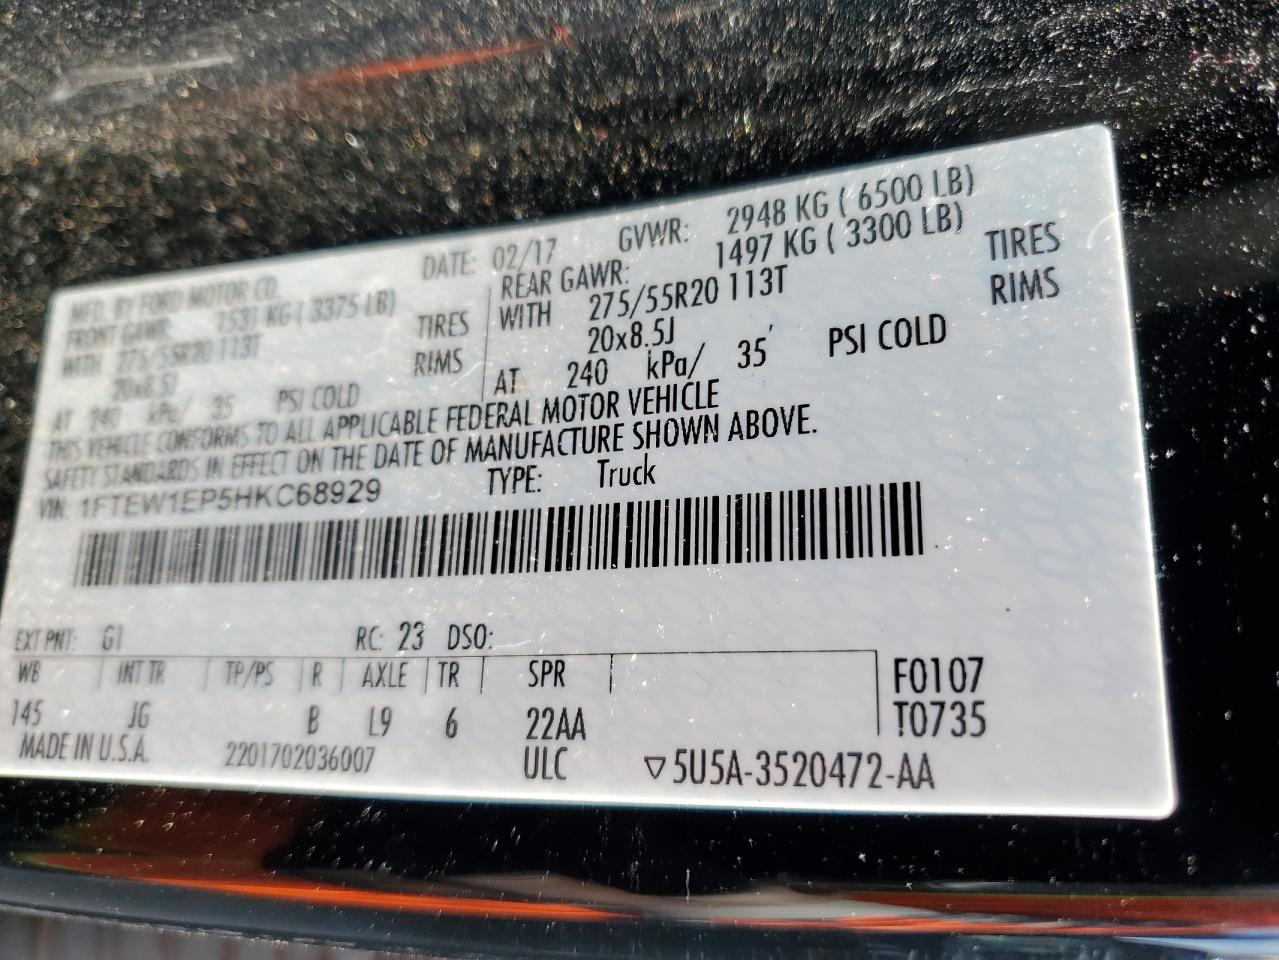 MFD. BY FORD MOTOR CO.
DATE: 02/17 GVWR: 2948 KG ( 6500 LB)
FRONT GAWR: 1531 KG ( 3375 LB) REAR GAWR: 1497 KG ( 3300 LB)
WITH 275/55R20 113T TIRES WITH 275/55R20 113T TIRES
20x8.5J RIMS 20x8.5J RIMS
AT 240 kPa/ 35 PSI COLD AT 240 kPa/ 35 PSI COLD
THIS VEHICLE CONFORMS TO ALL APPLICABLE FEDERAL MOTOR VEHICLE
SAFETY STANDARDS IN EFFECT ON THE DATE OF MANUFACTURE SHOWN ABOVE.
VIN: 1FTEW1EP5HKC68929 TYPE: Truck
EXT PNT: G1 RC: 23 DSO:
WB INT TR TP/PS R AXLE TR SPR F0107
145 JG B L9 6 22AA T0735
MADE IN U.S.A. 2201702036007 ULC ▽5U5A-3520472-AA